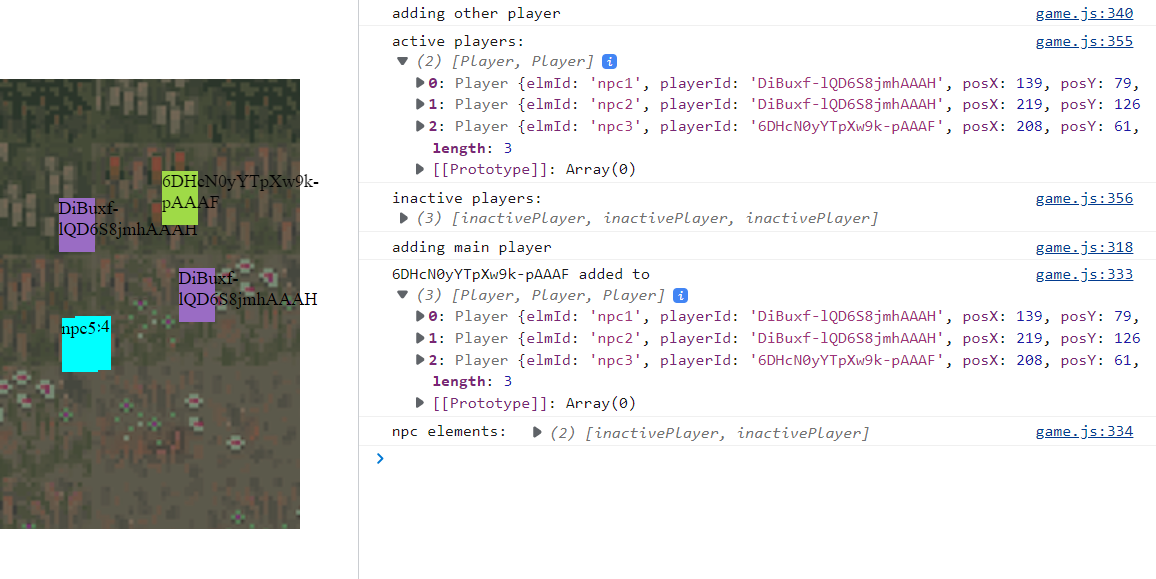 6DHcN0yYTpXw9k-
pAAAF
DiBuxf-
lQD6S8jmhAAAH
DiBuxf-
lQD6S8jmhAAAH
npc5:4
adding other player game.js:340
active players: game.js:355
(2) [Player, Player] i
0: Player {elmId: 'npc1', playerId: 'DiBuxf-lQD6S8jmhAAAH', posX: 139, posY: 79,
1: Player {elmId: 'npc2', playerId: 'DiBuxf-lQD6S8jmhAAAH', posX: 219, posY: 126
2: Player {elmId: 'npc3', playerId: '6DHcN0yYTpXw9k-pAAAF', posX: 208, posY: 61,
length: 3
[[Prototype]]: Array(0)
inactive players: game.js:356
(3) [inactivePlayer, inactivePlayer, inactivePlayer]
adding main player game.js:318
6DHcN0yYTpXw9k-pAAAF added to game.js:333
(3) [Player, Player, Player] i
0: Player {elmId: 'npc1', playerId: 'DiBuxf-lQD6S8jmhAAAH', posX: 139, posY: 79,
1: Player {elmId: 'npc2', playerId: 'DiBuxf-lQD6S8jmhAAAH', posX: 219, posY: 126
2: Player {elmId: 'npc3', playerId: '6DHcN0yYTpXw9k-pAAAF', posX: 208, posY: 61,
length: 3
[[Prototype]]: Array(0)
npc elements: (2) [inactivePlayer, inactivePlayer] game.js:334